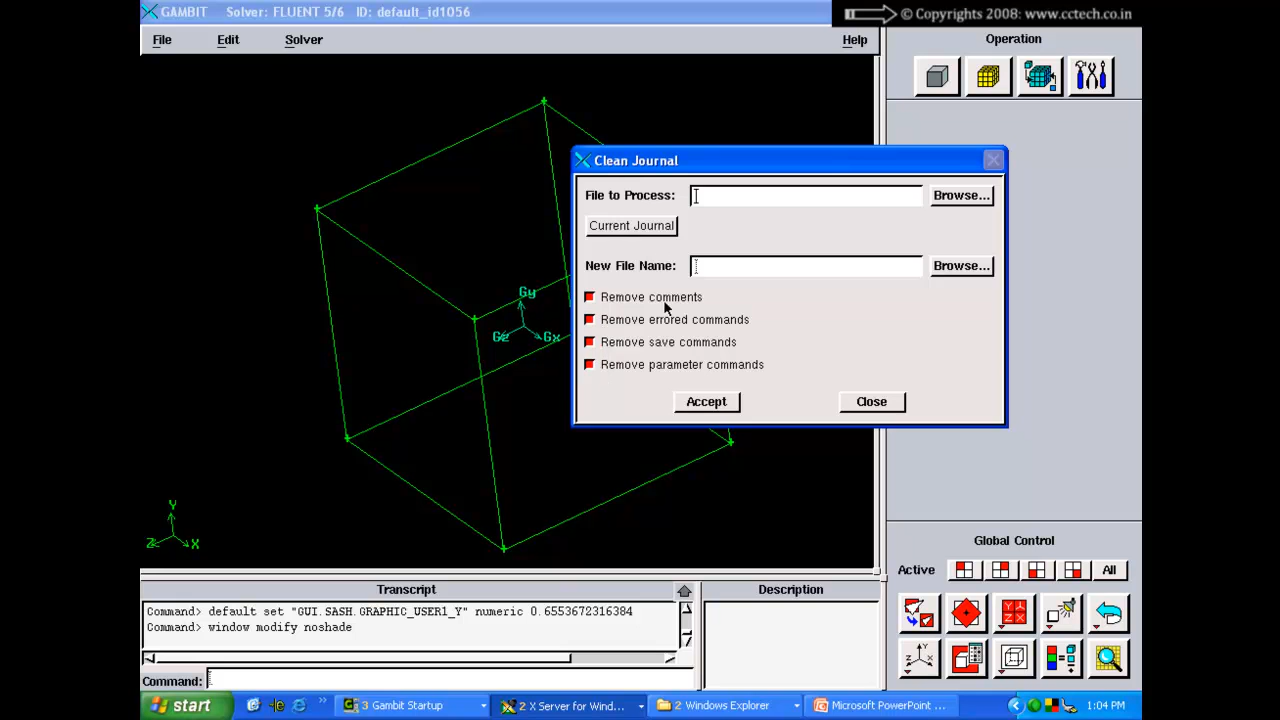 GAMBIT Solver: FLUENT 5/6 ID: default_id1056
© Copyrights 2008: www.cctech.co.in
File Edit Solver Help
Operation
Clean Journal
File to Process: Browse...
Current Journal
New File Name: Browse...
Remove comments
Remove errored commands
Remove save commands
Remove parameter commands
Accept Close
Gy
Gz Gx
Y
Z X
Global Control
Active All
Transcript
Command> default set "GUI.SASH.GRAPHIC_USER1_Y" numeric 0.6553672316384
Command> window modify noshade
Command:
Description
start 3 Gambit Startup 2 X Server for Wind... 2 Windows Explorer Microsoft PowerPoint ... 1:04 PM